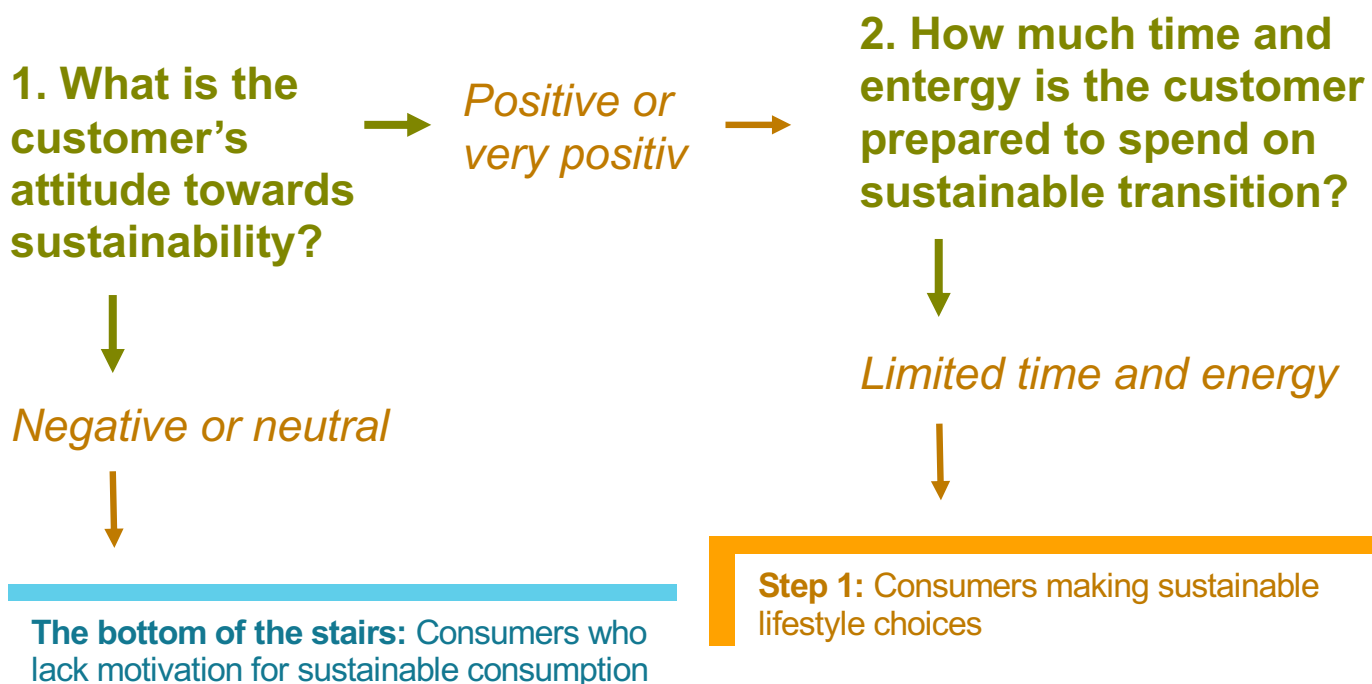 1. What is the
customer’s
attitude towards
sustainability?
Positive or
very positiv
2. How much time and
entergy is the customer
prepared to spend on
sustainable transition?
Negative or neutral
Limited time and energy
The bottom of the stairs: Consumers who
lack motivation for sustainable consumption
Step 1: Consumers making sustainable
lifestyle choices